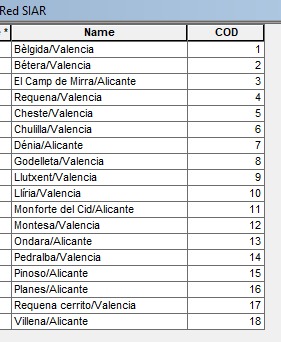 Red SIAR
* Name COD
Bèlgida/Valencia 1
Bétera/Valencia 2
El Camp de Mirra/Alicante 3
Requena/Valencia 4
Cheste/Valencia 5
Chulilla/Valencia 6
Dénia/Alicante 7
Godelleta/Valencia 8
Llutxent/Valencia 9
Llíria/Valencia 10
Monforte del Cid/Alicante 11
Montesa/Valencia 12
Ondara/Alicante 13
Pedralba/Valencia 14
Pinoso/Alicante 15
Planes/Alicante 16
Requena cerrito/Valencia 17
Villena/Alicante 18